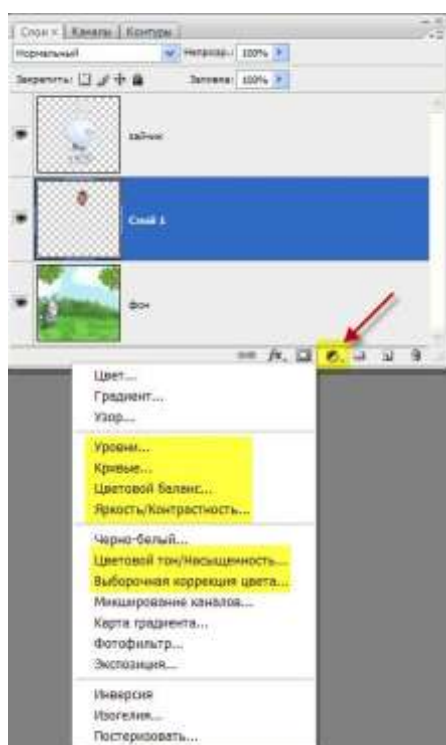 Слои × Каналы Контуры
Нормальный Непрозр.: 100%
Закрепить: Заливка: 100%
зайчик
Слой 1
фон
fx.
Цвет...
Градиент...
Узор...
Уровни...
Кривые...
Цветовой баланс...
Яркость/Контрастность...
Черно-белый...
Цветовой тон/Насыщенность...
Выборочная коррекция цвета...
Микширование каналов...
Карта градиента...
Фотофильтр...
Экспозиция...
Инверсия
Изогелия...
Постеризовать...